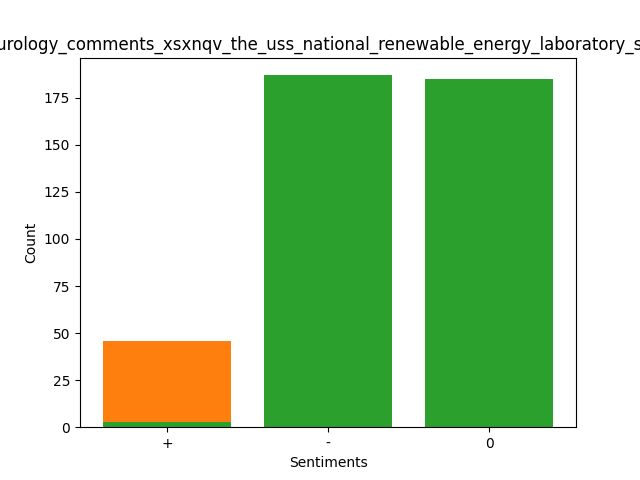 urology_comments_xsxnqv_the_uss_national_renewable_energy_laboratory_s
Count
175
150
125
100
75
50
25
0
+ - 0
Sentiments